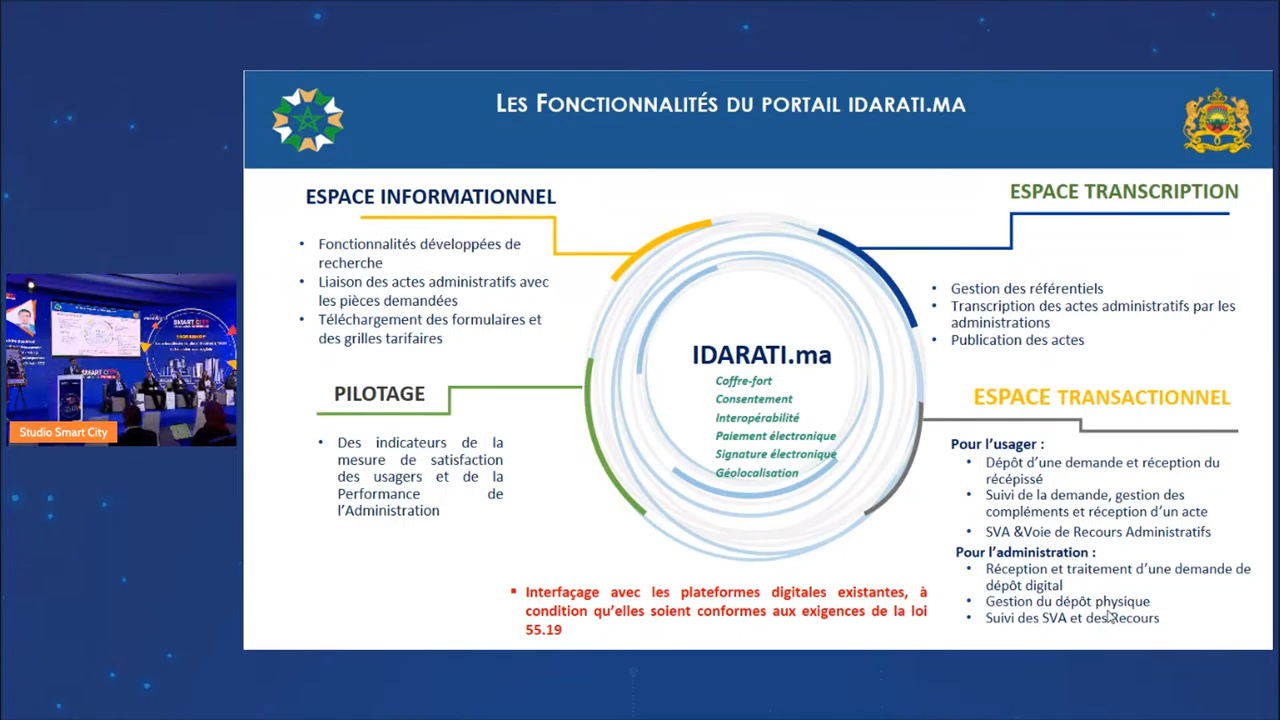 LES FONCTIONNALITÉS DU PORTAIL IDARATI.MA
ESPACE INFORMATIONNEL
• Fonctionnalités développées de
recherche
• Liaison des actes administratifs avec
les pièces demandées
• Téléchargement des formulaires et
des grilles tarifaires
PILOTAGE
• Des indicateurs de la
mesure de satisfaction
des usagers et de la
Performance de
l'Administration
IDARATI.ma
Coffre-fort
Consentement
Interopérabilité
Paiement électronique
Signature électronique
Géolocalisation
ESPACE TRANSCRIPTION
• Gestion des référentiels
• Transcription des actes administratifs par les
administrations
• Publication des actes
ESPACE TRANSACTIONNEL
Pour l'usager :
• Dépôt d'une demande et réception du
récépissé
• Suivi de la demande, gestion des
compléments et réception d'un acte
• SVA &Voie de Recours Administratifs
Pour l'administration :
• Réception et traitement d'une demande de
dépôt digital
• Gestion du dépôt physique
• Suivi des SVA et des Recours
▪ Interfaçage avec les plateformes digitales existantes, à
condition qu'elles soient conformes aux exigences de la loi
55.19
SMART CITY
Studio Smart City